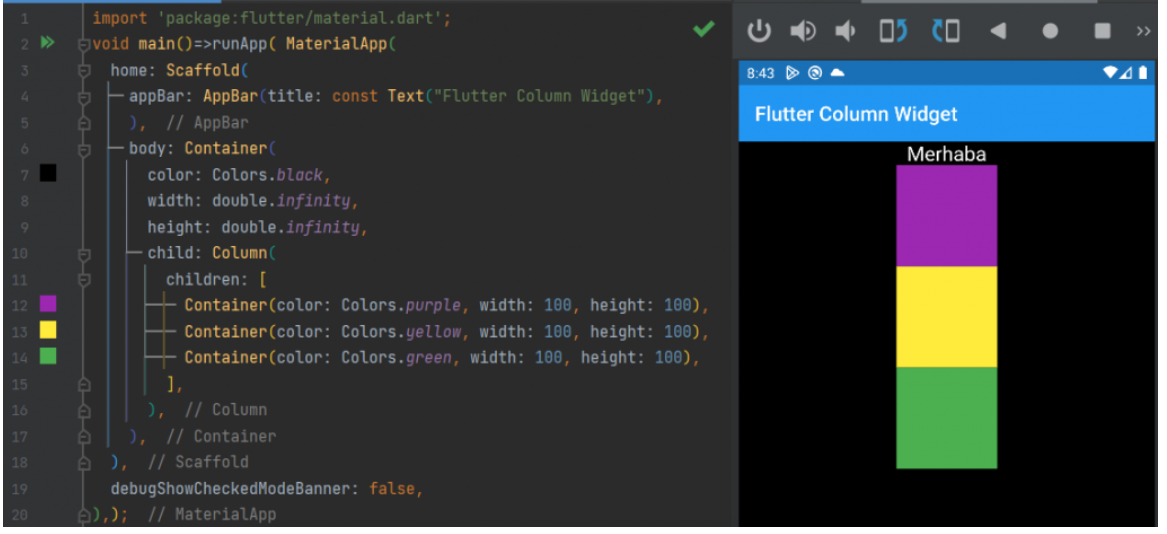 1 import 'package:flutter/material.dart';
2 void main()=>runApp( MaterialApp(
3 home: Scaffold(
4 appBar: AppBar(title: const Text("Flutter Column Widget"),
5 ), // AppBar
6 body: Container(
7 color: Colors.black,
8 width: double.infinity,
9 height: double.infinity,
10 child: Column(
11 children: [
12 Container(color: Colors.purple, width: 100, height: 100),
13 Container(color: Colors.yellow, width: 100, height: 100),
14 Container(color: Colors.green, width: 100, height: 100),
15 ],
16 ), // Column
17 ), // Container
18 ), // Scaffold
19 debugShowCheckedModeBanner: false,
20 ),); // MaterialApp
8:43
Flutter Column Widget
Merhaba